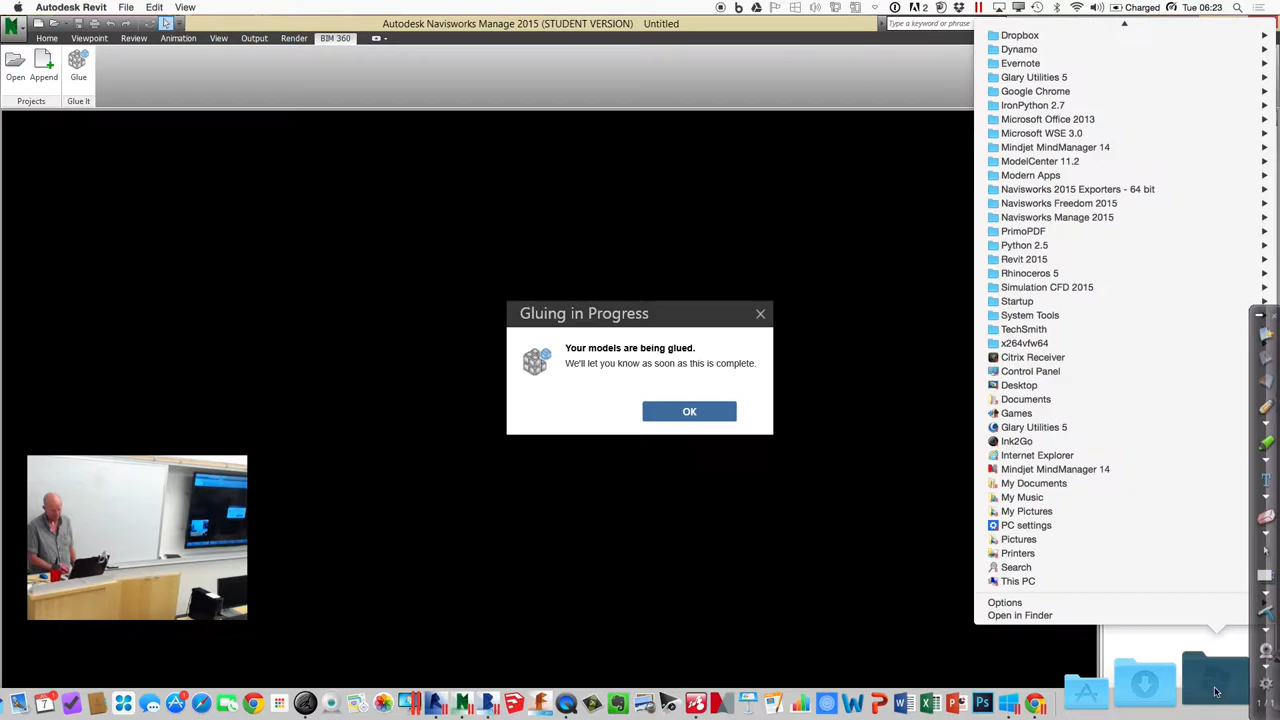 Autodesk Revit File Edit View
Charged Tue 06:23
Autodesk Navisworks Manage 2015 (STUDENT VERSION) Untitled
Type a keyword or phrase
Home Viewpoint Review Animation View Output Render BIM 360
Open Append Glue
Projects Glue It
Gluing in Progress
Your models are being glued.
We'll let you know as soon as this is complete.
OK
Dropbox
Dynamo
Evernote
Glary Utilities 5
Google Chrome
IronPython 2.7
Microsoft Office 2013
Microsoft WSE 3.0
Mindjet MindManager 14
ModelCenter 11.2
Modern Apps
Navisworks 2015 Exporters - 64 bit
Navisworks Freedom 2015
Navisworks Manage 2015
PrimoPDF
Python 2.5
Revit 2015
Rhinoceros 5
Simulation CFD 2015
Startup
System Tools
TechSmith
x264vfw64
Citrix Receiver
Control Panel
Desktop
Documents
Games
Glary Utilities 5
Ink2Go
Internet Explorer
Mindjet MindManager 14
My Documents
My Music
My Pictures
PC settings
Pictures
Printers
Search
This PC
Options
Open in Finder
1 / 1